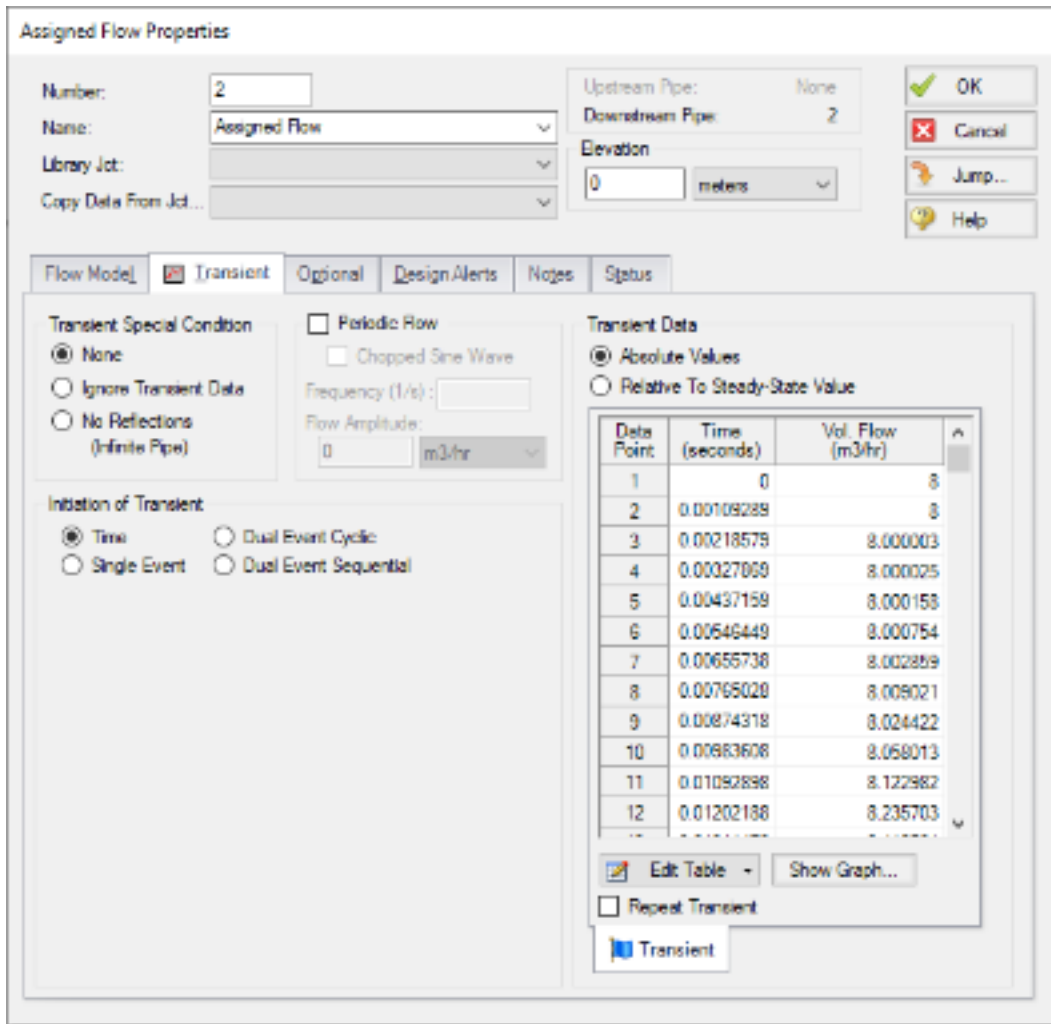 Assigned Flow Properties
Number: 2
Name: Assigned Flow
Library Jct:
Copy Data From Jct...
Upstream Pipe: None
Downstream Pipe: 2
Elevation
0 meters
OK
Cancel
Jump...
Help
Flow Model Transient Optional Design Alerts Notes Status
Transient Special Condition
None
Ignore Transient Data
No Reflections
(Infinite Pipe)
Periodic Flow
Chopped Sine Wave
Frequency (1/s) :
Flow Amplitude:
0 m3/hr
Initiation of Transient
Time Dual Event Cyclic
Single Event Dual Event Sequential
Transient Data
Absolute Values
Relative To Steady-State Value
Data Point Time (seconds) Vol. Flow (m3/hr)
1 0 8
2 0.00109289 8
3 0.00218579 8.000003
4 0.00327869 8.000025
5 0.00437159 8.000158
6 0.00546449 8.000754
7 0.00655738 8.002859
8 0.00765028 8.009021
9 0.00874318 8.024422
10 0.00983608 8.058013
11 0.01092898 8.122982
12 0.01202188 8.235703
Edit Table Show Graph...
Repeat Transient
Transient